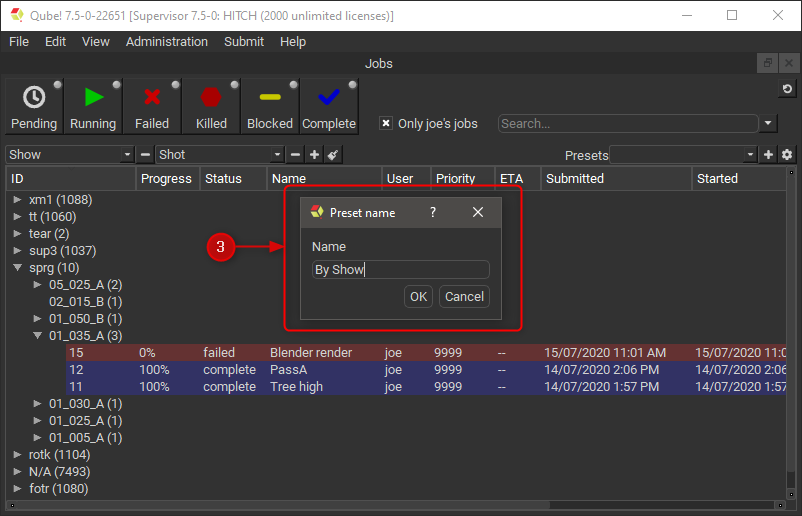 Qube! 7.5-0-22651 [Supervisor 7.5-0: HITCH (2000 unlimited licenses)]
File Edit View Administration Submit Help
Jobs
Pending Running Failed Killed Blocked Complete Only joe's jobs Search...
Show Shot Presets
ID Progress Status Name User Priority ETA Submitted Started
xm1 (1088)
tt (1060)
tear (2)
sup3 (1037)
sprg (10)
05_025_A (2)
02_015_B (1)
01_050_B (1)
01_035_A (3)
15 0% failed Blender render joe 9999 -- 15/07/2020 11:01 AM 15/07/2020 11:0
12 100% complete PassA joe 9999 -- 14/07/2020 2:06 PM 14/07/2020 2:06
11 100% complete Tree high joe 9999 -- 14/07/2020 1:57 PM 14/07/2020 1:57
01_030_A (1)
01_025_A (1)
01_005_A (1)
rotk (1104)
N/A (7493)
fotr (1080)
3
Preset name ?
Name
By Show
OK Cancel